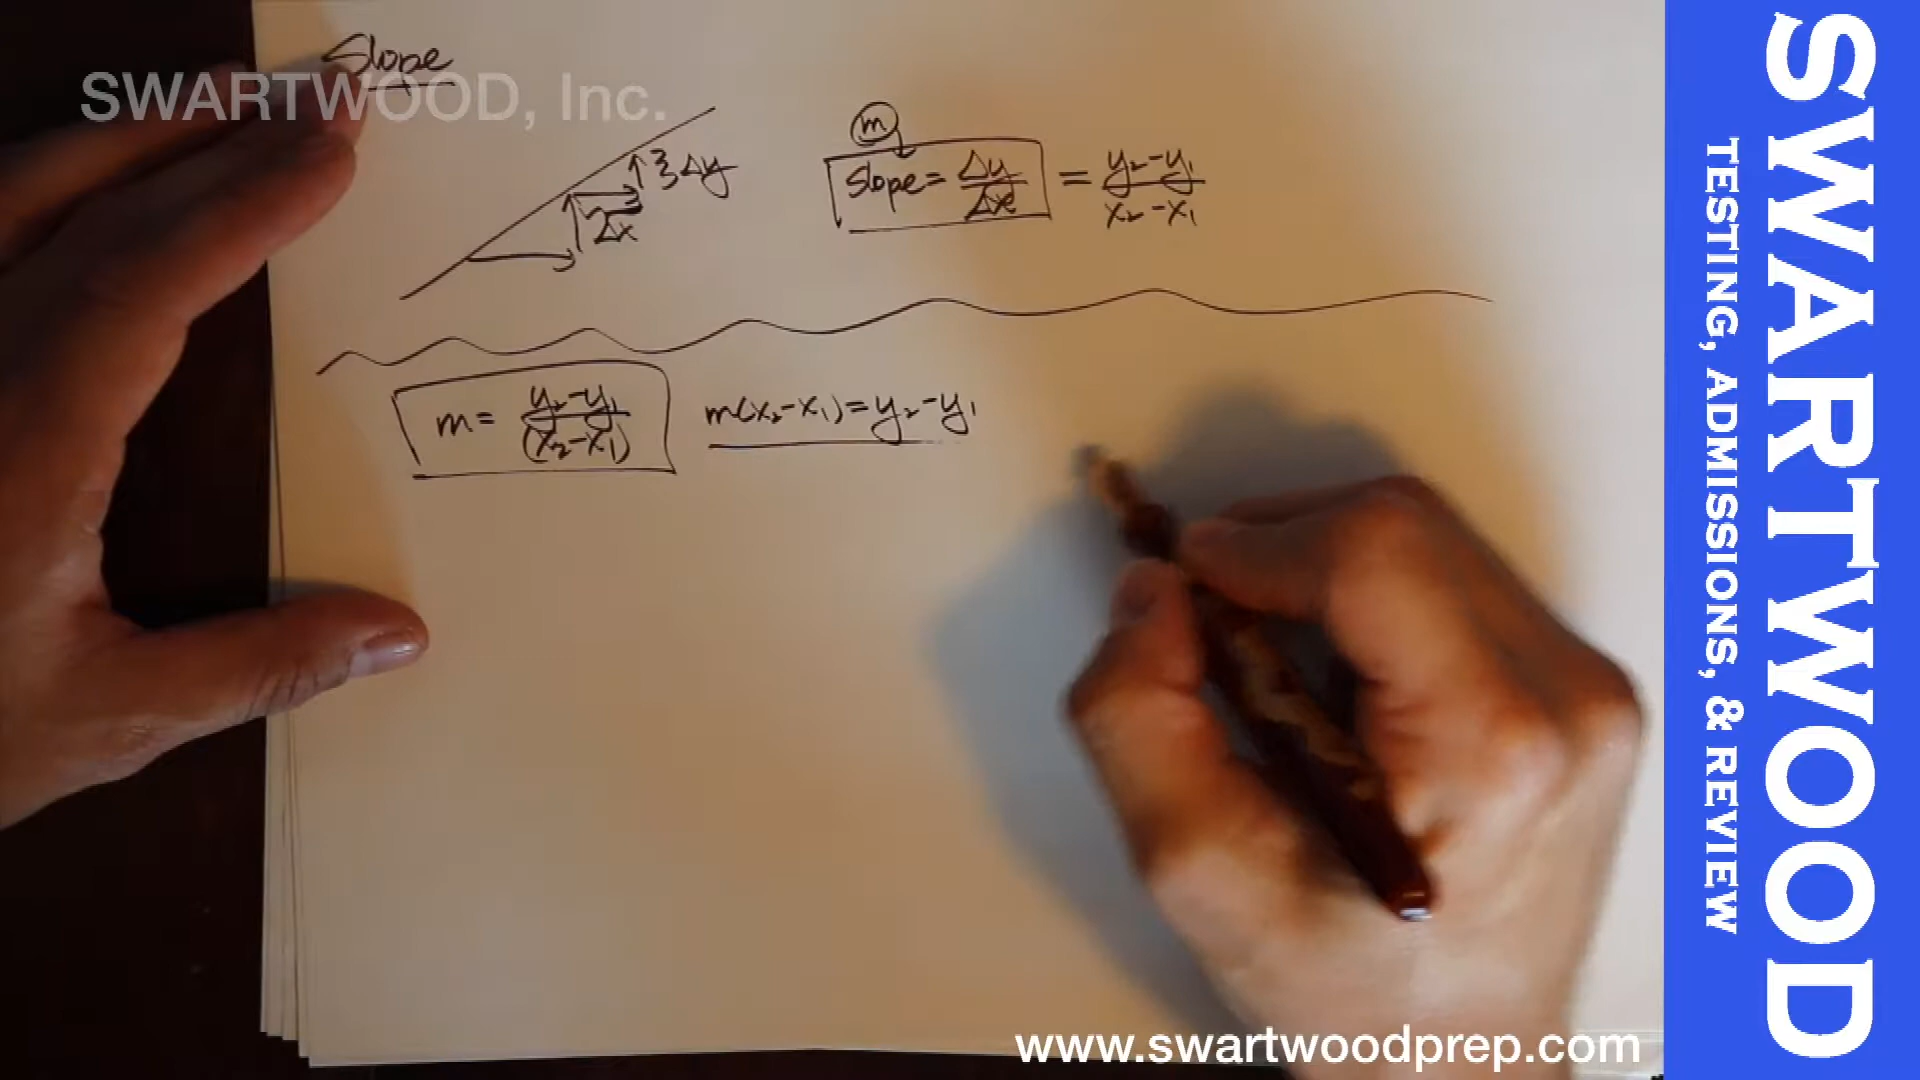 Slope
SWARTWOOD, Inc.
m
Δy
Δx
slope = Δy/Δx = y₂-y₁/x₂-x₁
m = y₂-y₁/(x₂-x₁)
m(x₂-x₁) = y₂-y₁
www.swartwoodprep.com
SWARTWOOD
TESTING, ADMISSIONS, & REVIEW